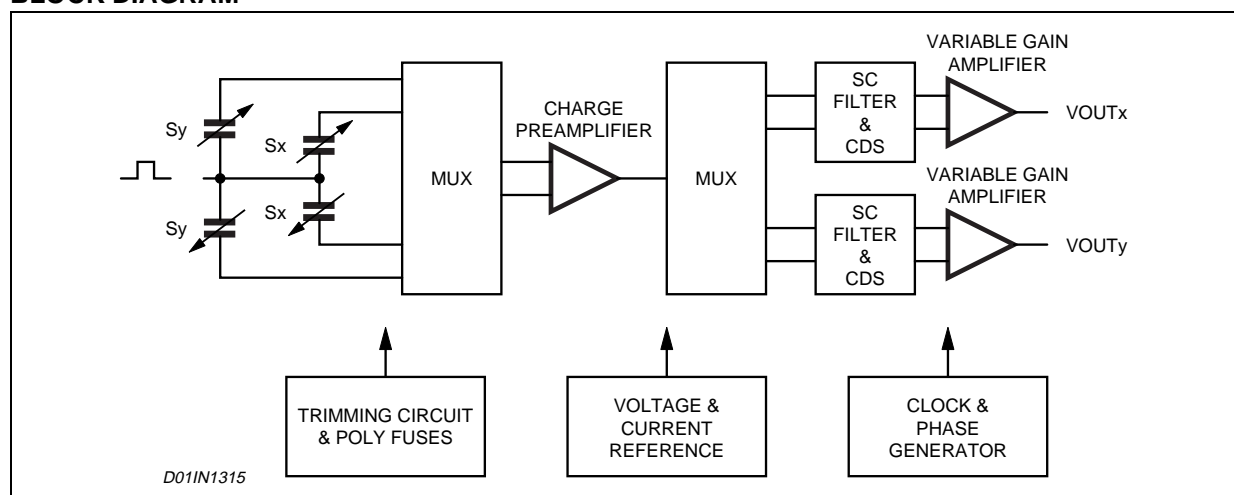 BLOCK DIAGRAM
VARIABLE GAIN
AMPLIFIER
SC
FILTER
&
CDS
VOUTx
CHARGE
PREAMPLIFIER
Sy
Sx
MUX
MUX
VARIABLE GAIN
AMPLIFIER
Sy
Sx
SC
FILTER
&
CDS
VOUTy
TRIMMING CIRCUIT
& POLY FUSES
VOLTAGE &
CURRENT
REFERENCE
CLOCK &
PHASE
GENERATOR
D01IN1315